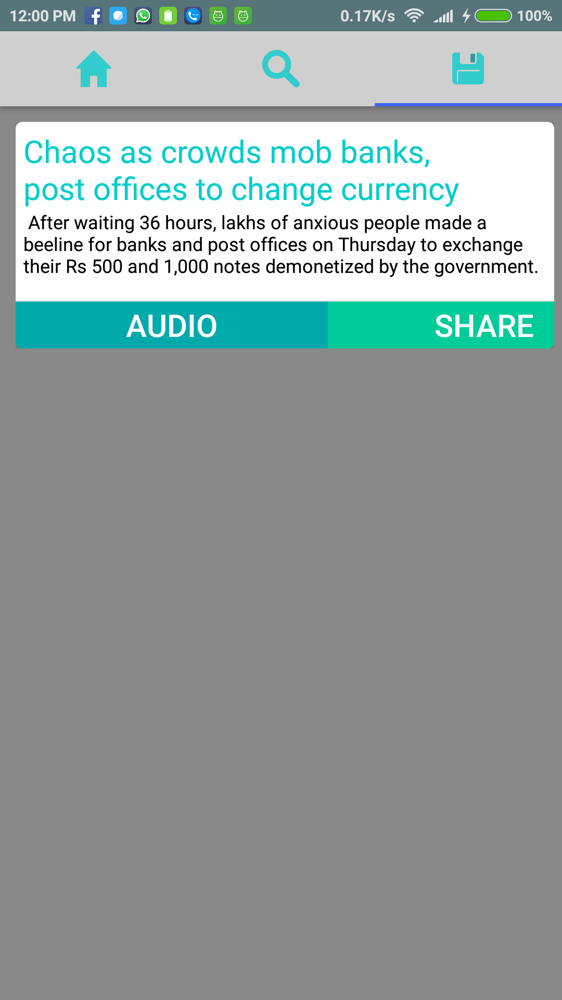 12:00 PM 0.17K/s 100%
Chaos as crowds mob banks,
post offices to change currency
After waiting 36 hours, lakhs of anxious people made a
beeline for banks and post offices on Thursday to exchange
their Rs 500 and 1,000 notes demonetized by the government.
AUDIO SHARE